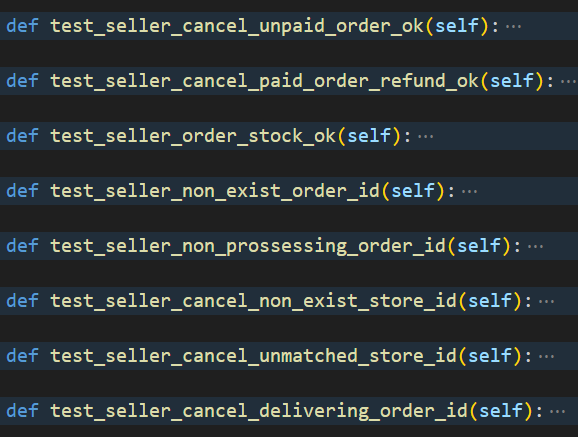 def test_seller_cancel_unpaid_order_ok(self):···
def test_seller_cancel_paid_order_refund_ok(self):···
def test_seller_order_stock_ok(self):···
def test_seller_non_exist_order_id(self):···
def test_seller_non_prossessing_order_id(self):···
def test_seller_cancel_non_exist_store_id(self):···
def test_seller_cancel_unmatched_store_id(self):···
def test_seller_cancel_delivering_order_id(self):···